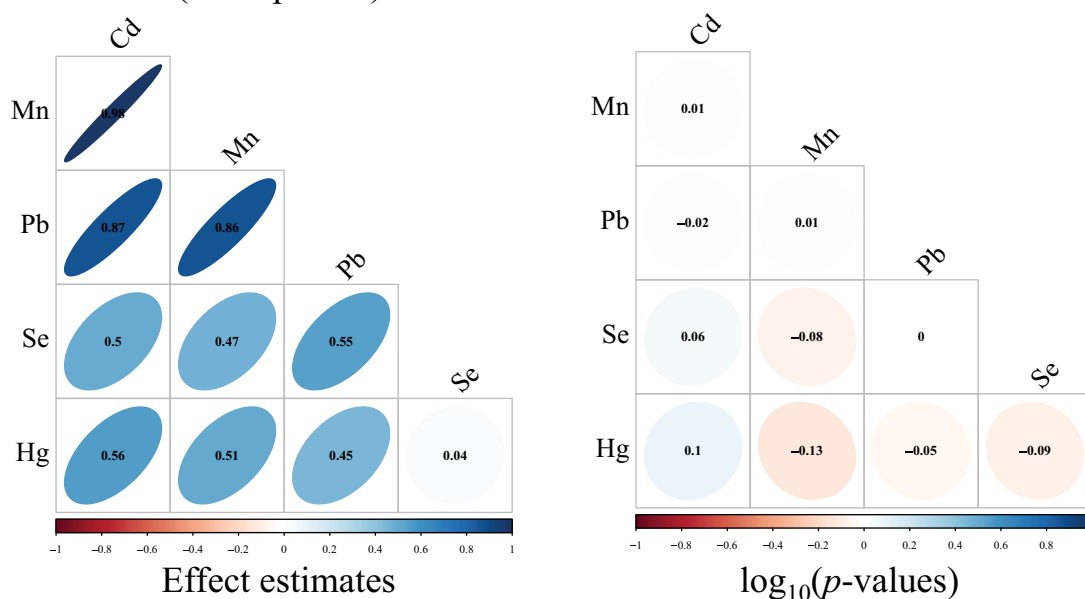 Cd
Mn
0.98
Mn
Pb
0.87
0.86
Pb
Se
0.5
0.47
0.55
Se
Hg
0.56
0.51
0.45
0.04
−1 −0.8 −0.6 −0.4 −0.2 0 0.2 0.4 0.6 0.8 1
Effect estimates
Cd
Mn
0.01
Mn
Pb
−0.02
0.01
Pb
Se
0.06
−0.08
0
Se
Hg
0.1
−0.13
−0.05
−0.09
−1 −0.8 −0.6 −0.4 −0.2 0 0.2 0.4 0.6 0.8
log₁₀(p-values)